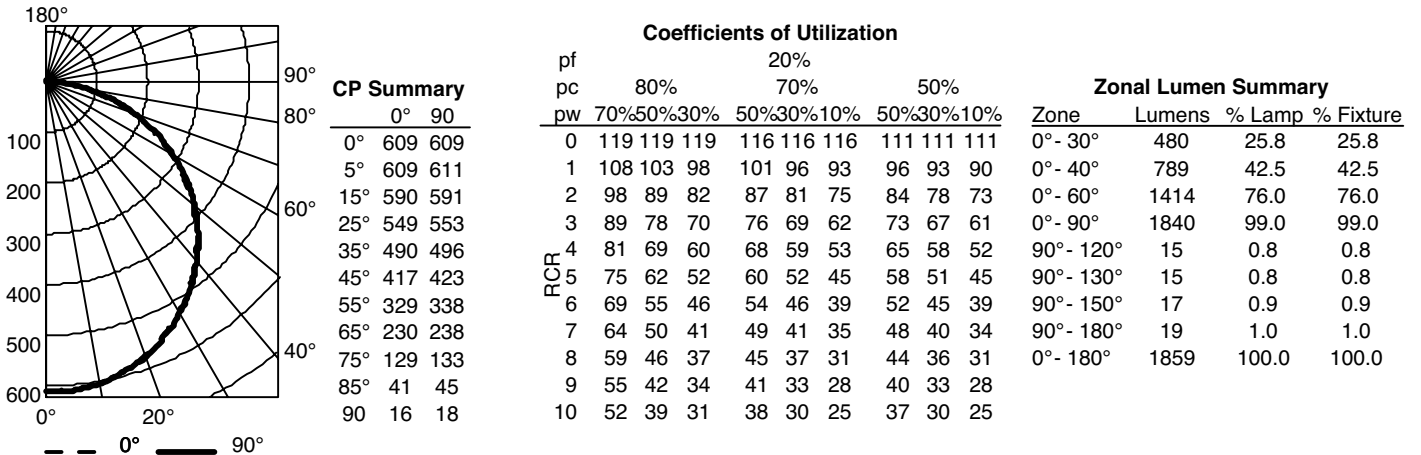 180°
90°
80°
60°
40°
100
200
300
400
500
600
0° 20°
0° 90°
CP Summary
0° 90
0° 609 609
5° 609 611
15° 590 591
25° 549 553
35° 490 496
45° 417 423
55° 329 338
65° 230 238
75° 129 133
85° 41 45
90 16 18
Coefficients of Utilization
pf 20%
pc 80% 70% 50%
pw 70%50%30% 50%30%10% 50%30%10%
RCR
0 119 119 119 116 116 116 111 111 111
1 108 103 98 101 96 93 96 93 90
2 98 89 82 87 81 75 84 78 73
3 89 78 70 76 69 62 73 67 61
4 81 69 60 68 59 53 65 58 52
5 75 62 52 60 52 45 58 51 45
6 69 55 46 54 46 39 52 45 39
7 64 50 41 49 41 35 48 40 34
8 59 46 37 45 37 31 44 36 31
9 55 42 34 41 33 28 40 33 28
10 52 39 31 38 30 25 37 30 25
Zonal Lumen Summary
Zone Lumens % Lamp % Fixture
0°- 30° 480 25.8 25.8
0°- 40° 789 42.5 42.5
0°- 60° 1414 76.0 76.0
0°- 90° 1840 99.0 99.0
90°- 120° 15 0.8 0.8
90°- 130° 15 0.8 0.8
90°- 150° 17 0.9 0.9
90°- 180° 19 1.0 1.0
0°- 180° 1859 100.0 100.0